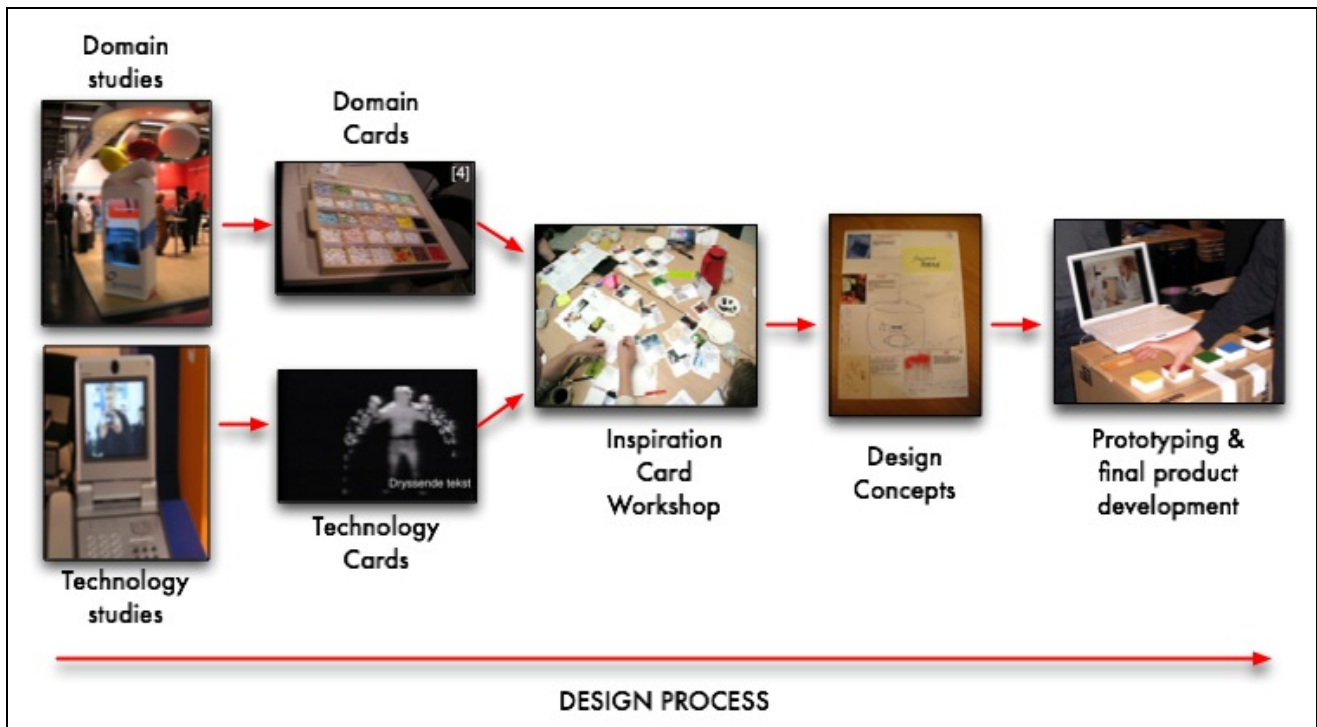 Domain
studies
Domain
Cards
[4]
Dryssende tekst
Technology
Cards
Technology
studies
Inspiration
Card
Workshop
Design
Concepts
Prototyping &
final product
development
DESIGN PROCESS